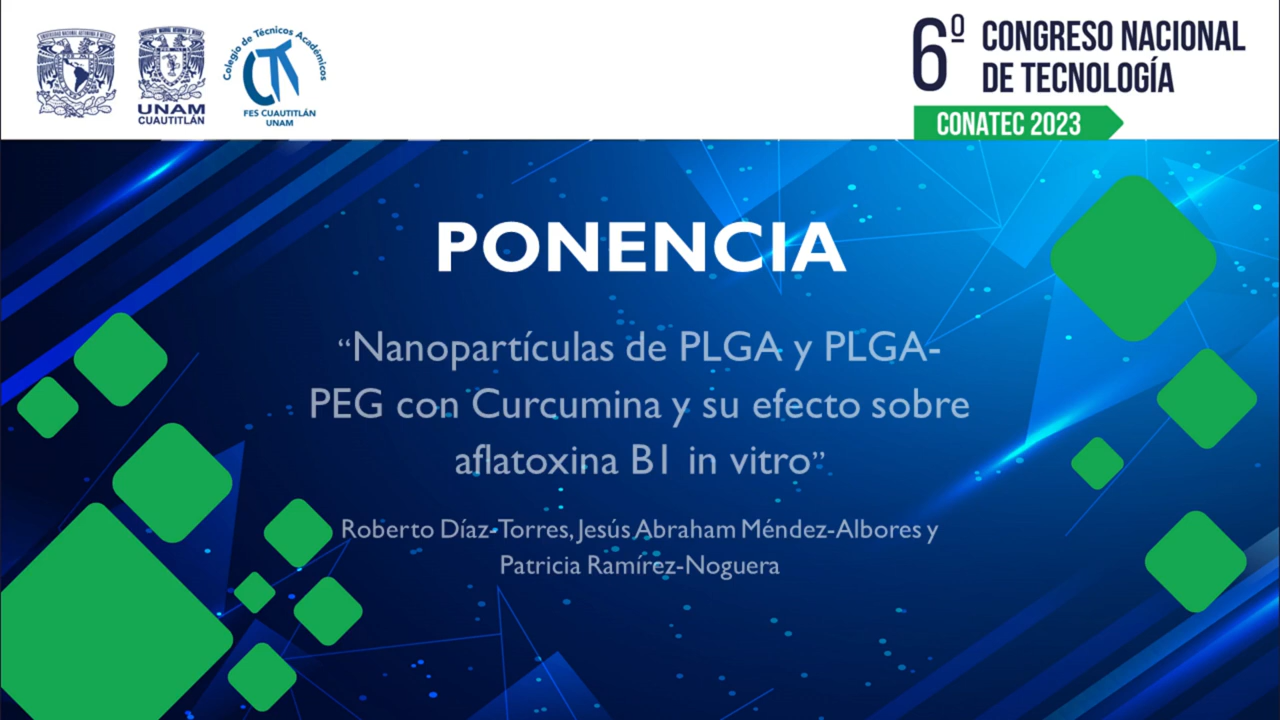 UNAM
CUAUTITLÁN
Colegio de Técnicos Académicos
FES CUAUTITLÁN
UNAM
6º CONGRESO NACIONAL
DE TECNOLOGÍA
CONATEC 2023
PONENCIA
“Nanopartículas de PLGA y PLGA-
PEG con Curcumina y su efecto sobre
aflatoxina B1 in vitro”
Roberto Díaz-Torres, Jesús Abraham Méndez-Albores y
Patricia Ramírez-Noguera